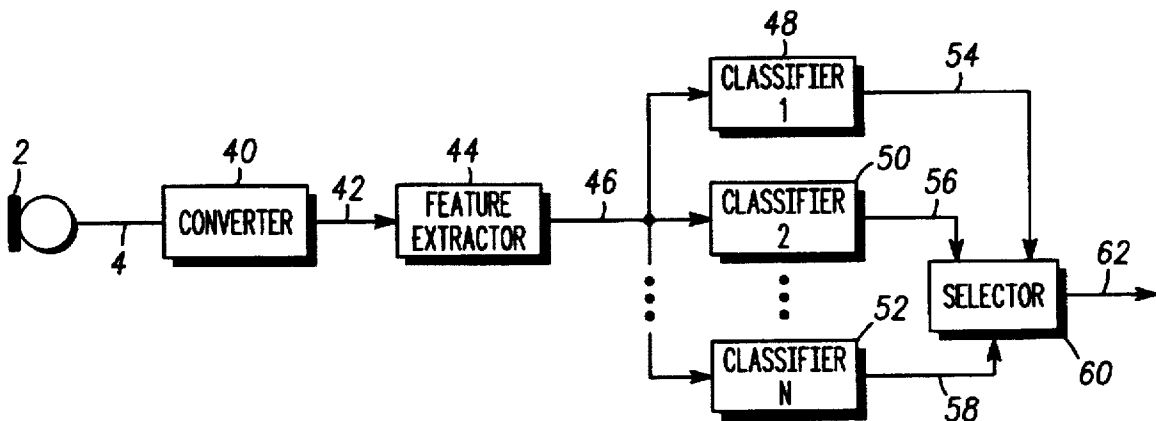 48
54
CLASSIFIER
1
2
40
44
50
42
46
56
CONVERTER
FEATURE
EXTRACTOR
CLASSIFIER
2
4
62
SELECTOR
52
CLASSIFIER
N
60
58